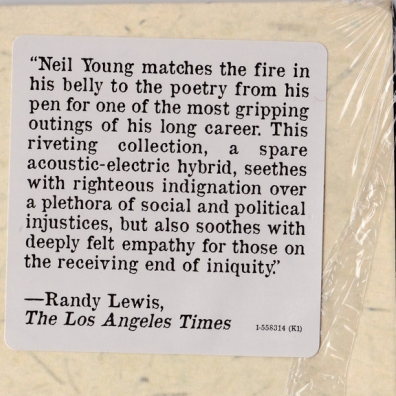 “Neil Young matches the fire in
his belly to the poetry from his
pen for one of the most gripping
outings of his long career. This
riveting collection, a spare
acoustic-electric hybrid, seethes
with righteous indignation over
a plethora of social and political
injustices, but also soothes with
deeply felt empathy for those on
the receiving end of iniquity.”
—Randy Lewis,
The Los Angeles Times
1-558314 (K1)